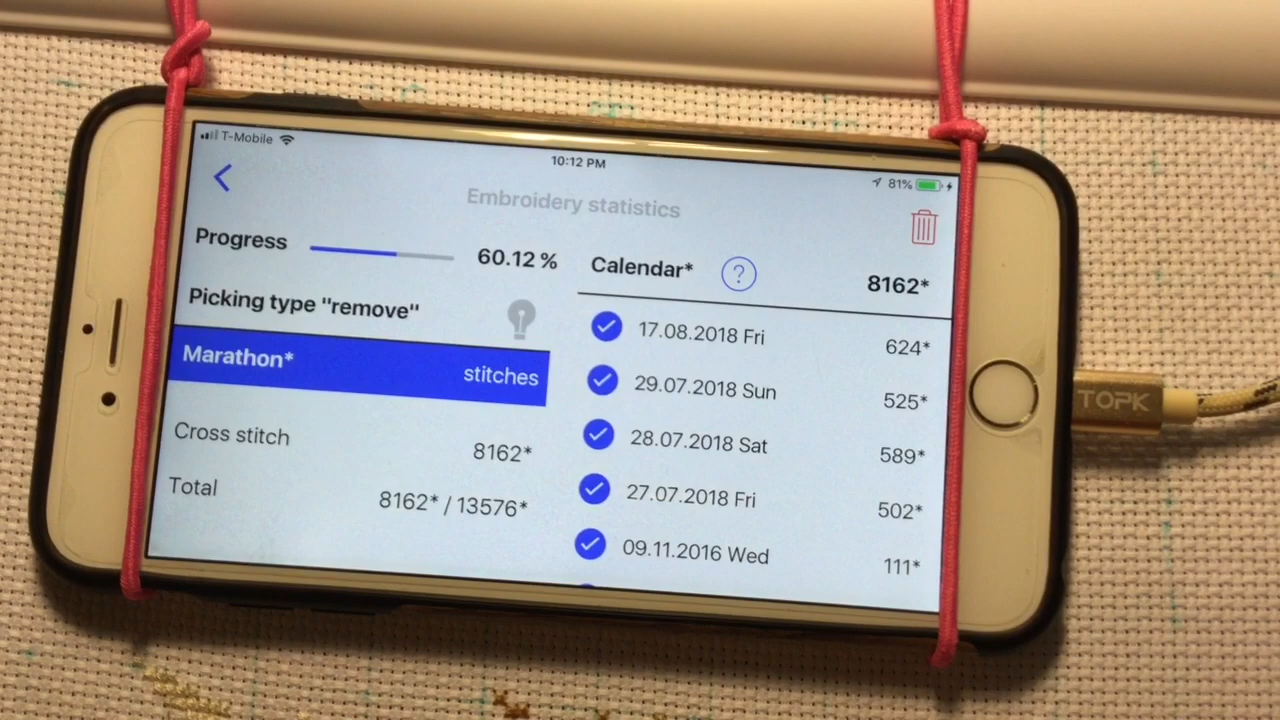 T-Mobile
10:12 PM
81%
Embroidery statistics
Progress
60.12 %
Picking type "remove"
Marathon*
stitches
Cross stitch
8162*
Total
8162* / 13576*
Calendar*
?
8162*
17.08.2018 Fri
624*
29.07.2018 Sun
525*
28.07.2018 Sat
589*
27.07.2018 Fri
502*
09.11.2016 Wed
111*
TOPK